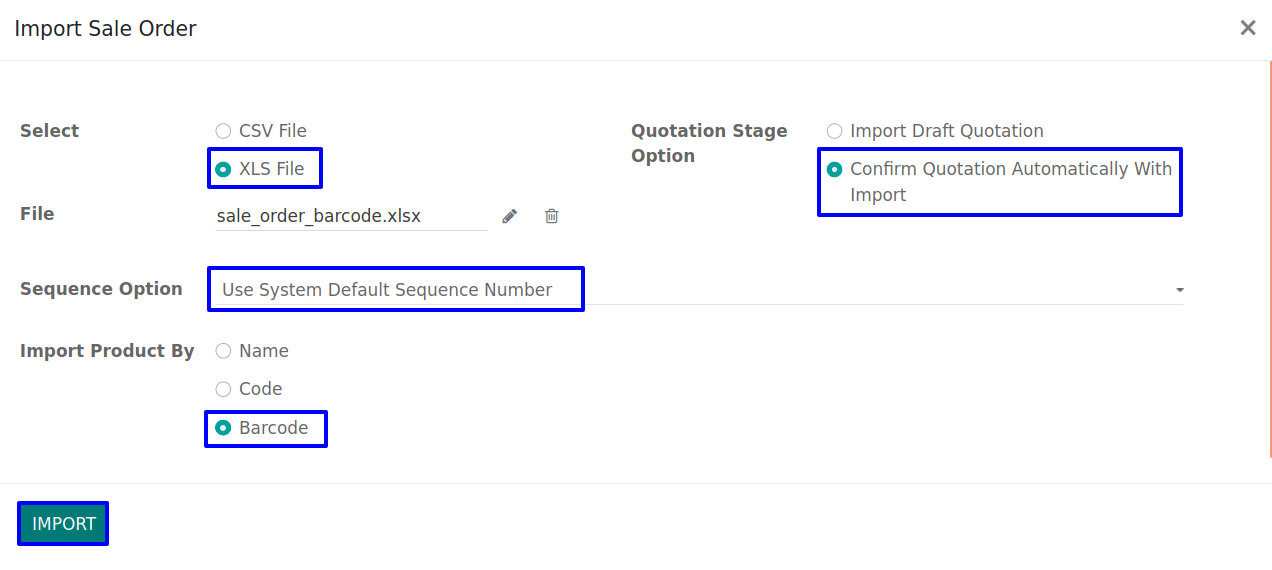 Import Sale Order
Select
CSV File
XLS File
Quotation Stage
Option
Import Draft Quotation
Confirm Quotation Automatically With
Import
File
sale_order_barcode.xlsx
Sequence Option
Use System Default Sequence Number
Import Product By
Name
Code
Barcode
IMPORT